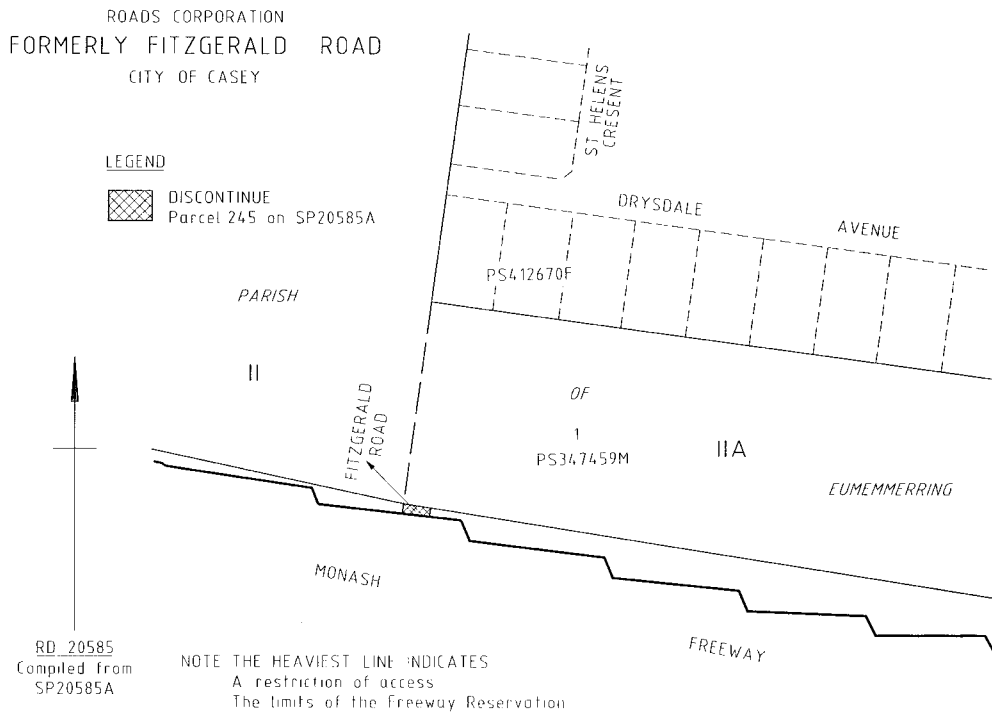 ROADS CORPORATION
FORMERLY FITZGERALD ROAD
CITY OF CASEY
LEGEND
DISCONTINUE
Parcel 245 on SP20585A
ST HELENS
CRESENT
DRYSDALE
AVENUE
PS412670F
PARISH
II
OF
1
PS347459M
IIA
EUMEMMERRING
FITZGERALD
ROAD
MONASH
FREEWAY
RD 20585
Compiled from
SP20585A
NOTE THE HEAVIEST LINE INDICATES
A restriction of access
The limits of the Freeway Reservation